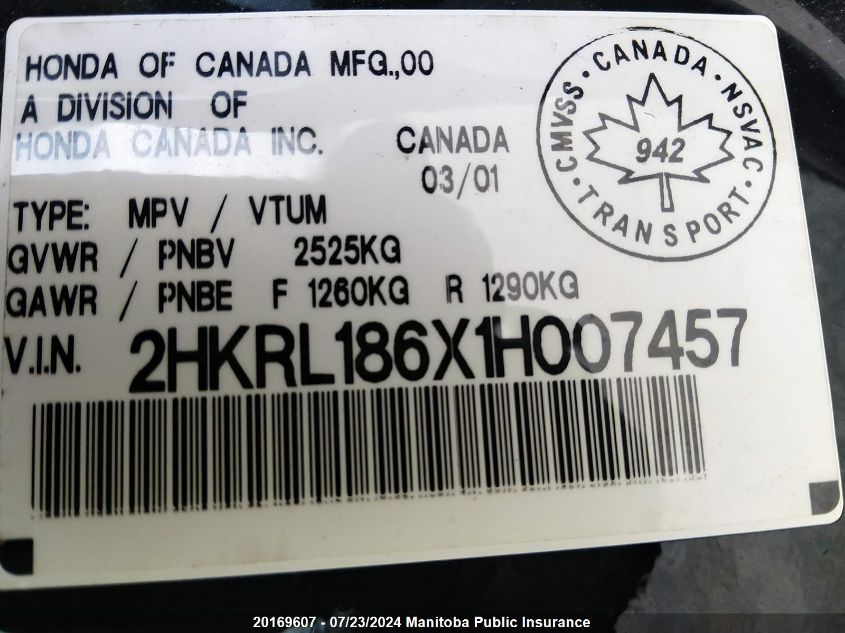 HONDA OF CANADA MFG.,00
A DIVISION OF
HONDA CANADA INC. CANADA
03/01
CANADA · NSVAC · TRANSPORT · CMVSS ·
942
TYPE: MPV / VTUM
GVWR / PNBV 2525KG
GAWR / PNBE F 1260KG R 1290KG
V.I.N. 2HKRL186X1H007457
20169607 - 07/23/2024 Manitoba Public Insurance